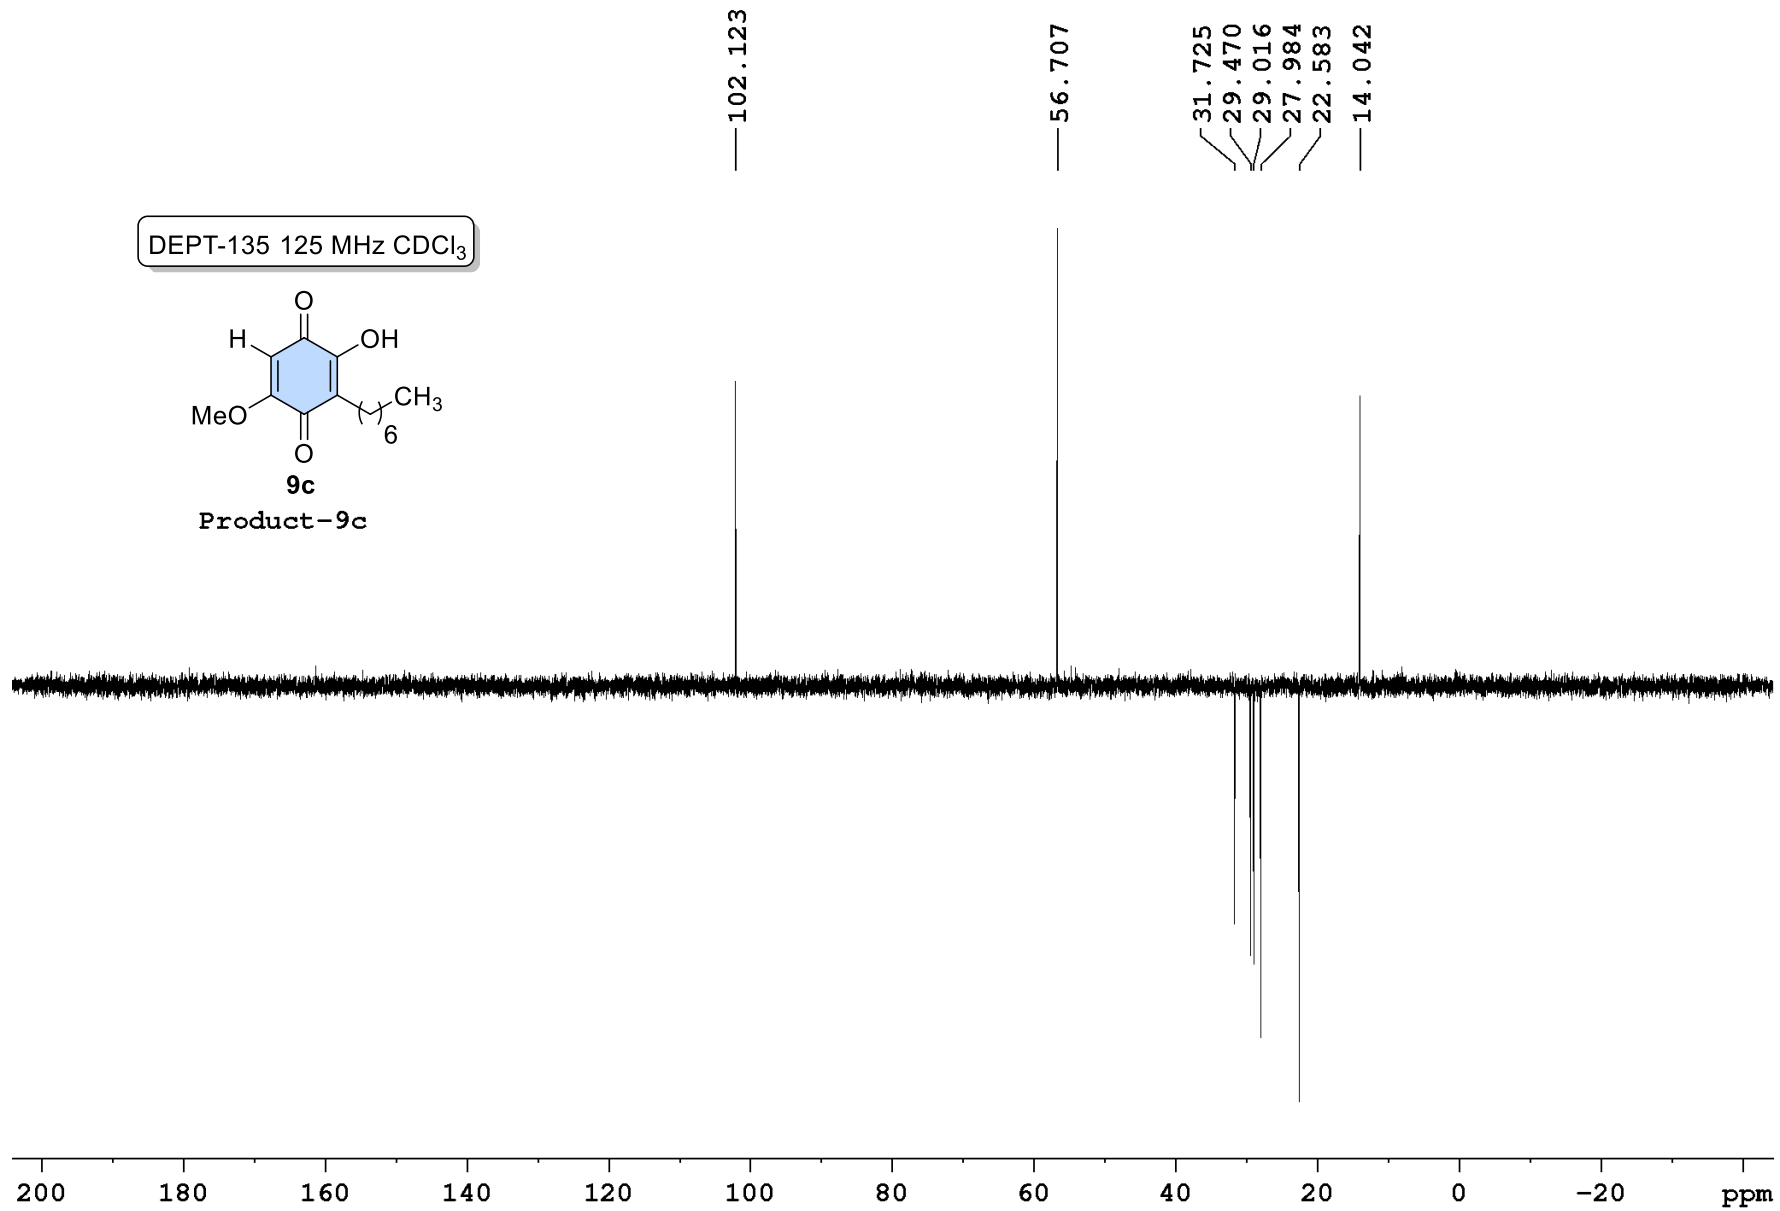 102.123
56.707
31.725
29.470
29.016
27.984
22.583
14.042
DEPT-135 125 MHz CDCl₃
O
H
OH
CH₃
MeO
6
O
9c
Product-9c
200 180 160 140 120 100 80 60 40 20 0 -20 ppm